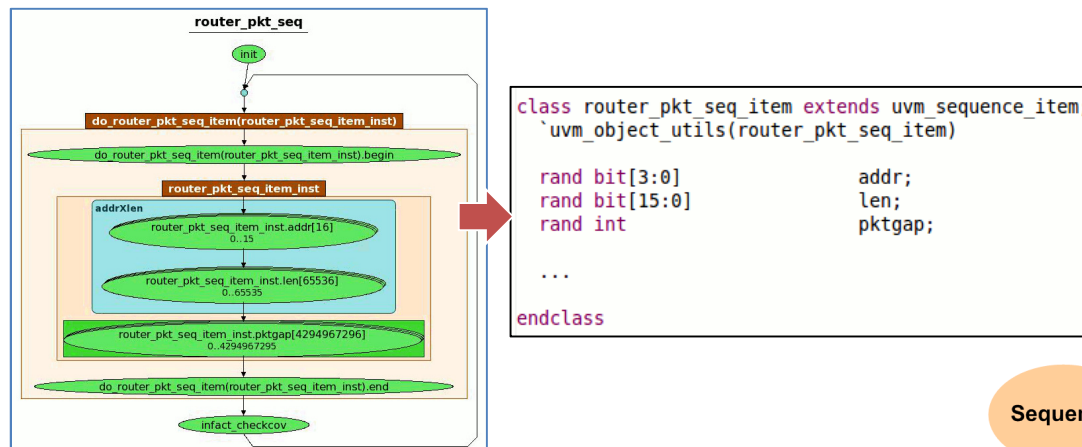 router_pkt_seq
init
do_router_pkt_seq_item(router_pkt_seq_item_inst)
do_router_pkt_seq_item(router_pkt_seq_item_inst).begin
router_pkt_seq_item_inst
addrXlen
router_pkt_seq_item_inst.addr[16]
0..15
router_pkt_seq_item_inst.len[65536]
0..65535
router_pkt_seq_item_inst.pktgap[4294967296]
0..4294967295
do_router_pkt_seq_item(router_pkt_seq_item_inst).end
infact_checkcov
class router_pkt_seq_item extends uvm_sequence_item
`uvm_object_utils(router_pkt_seq_item)
rand bit[3:0] addr;
rand bit[15:0] len;
rand int pktgap;
...
endclass